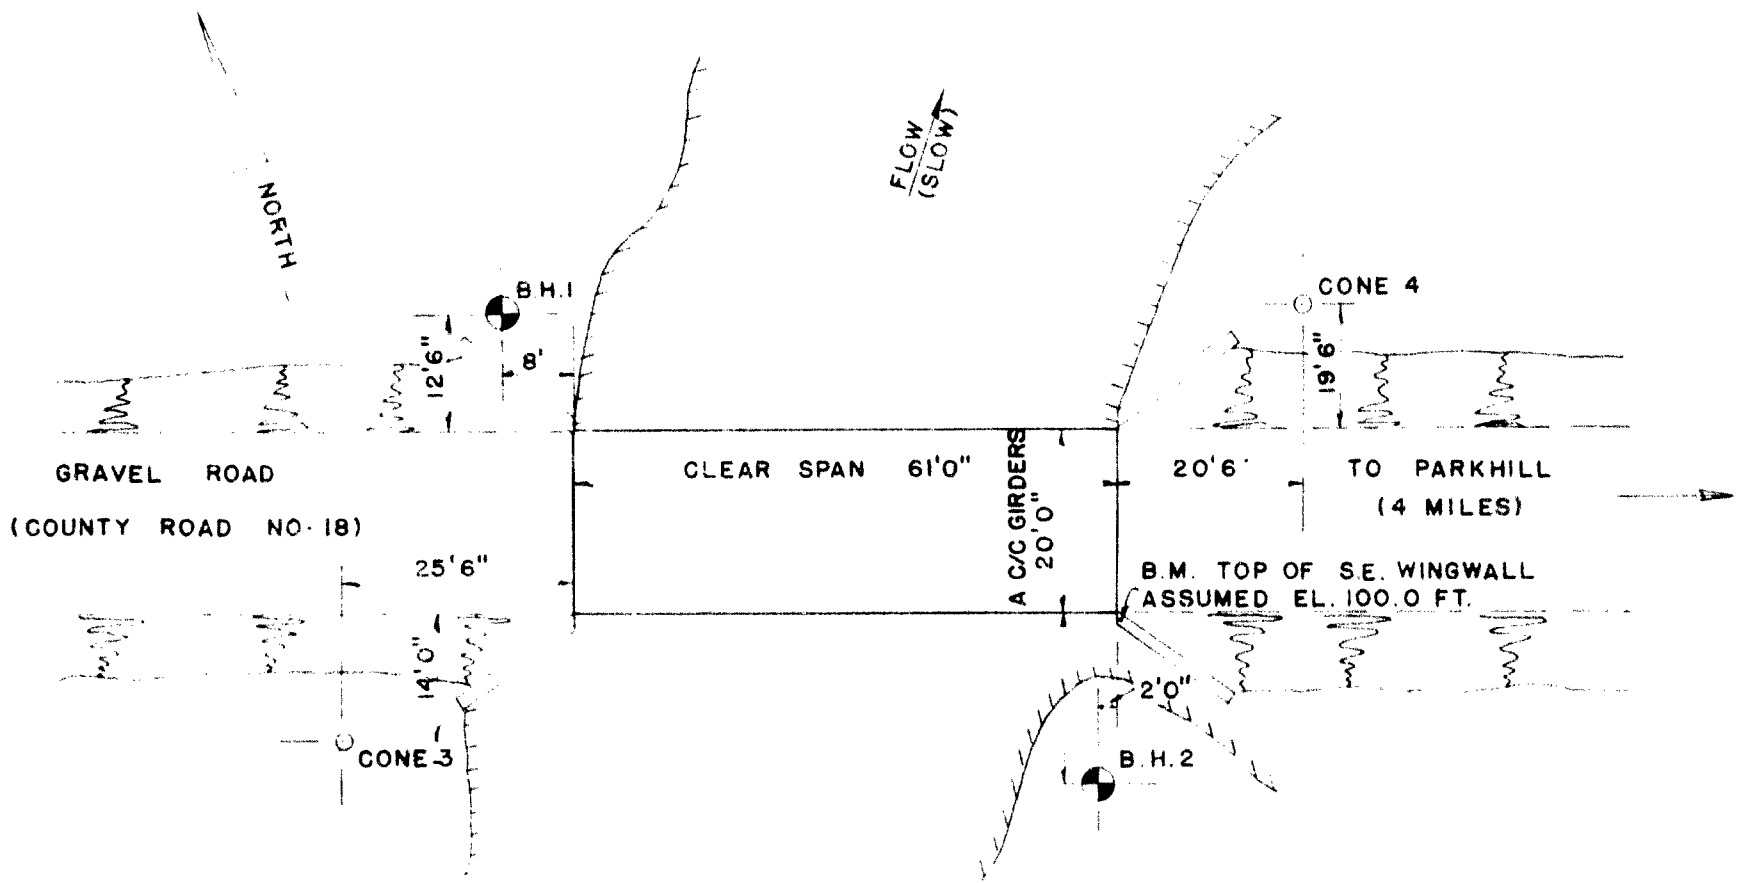 NORTH
FLOW
(SLOW)
B.H.1
CONE 4
12'6"
8'
19'6"
GRAVEL ROAD
(COUNTY ROAD NO. 18)
CLEAR SPAN 61'0"
A C/C GIRDERS
20'0"
20'6"
TO PARKHILL
(4 MILES)
25'6"
B.M. TOP OF S.E. WINGWALL
ASSUMED EL. 100.0 FT.
14'0"
2'0"
CONE 3
B.H.2